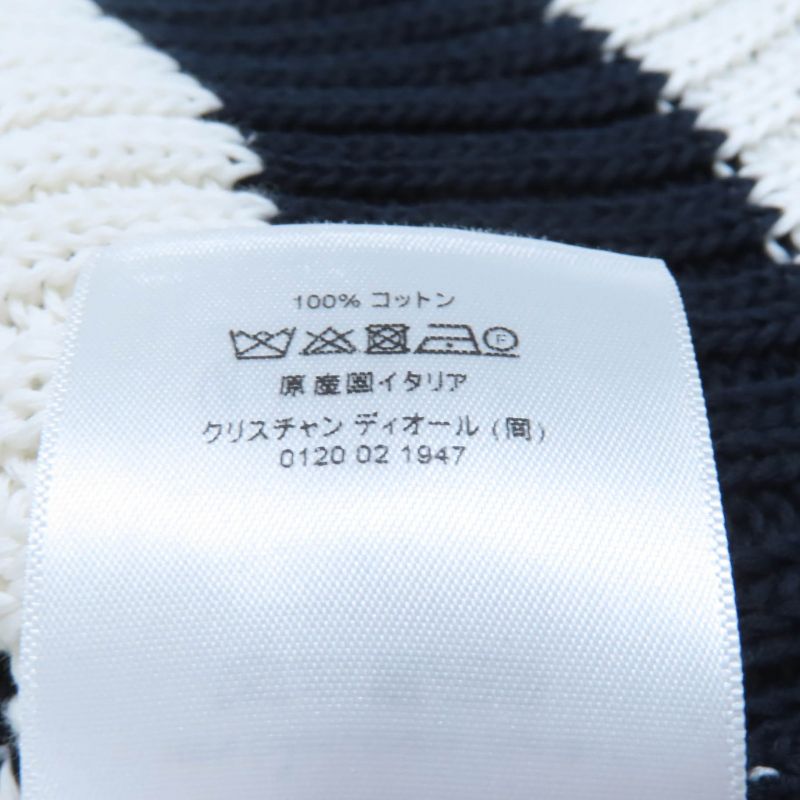 100% コットン
F
原産国イタリア
クリスチャン ディオール (同)
0120 02 1947